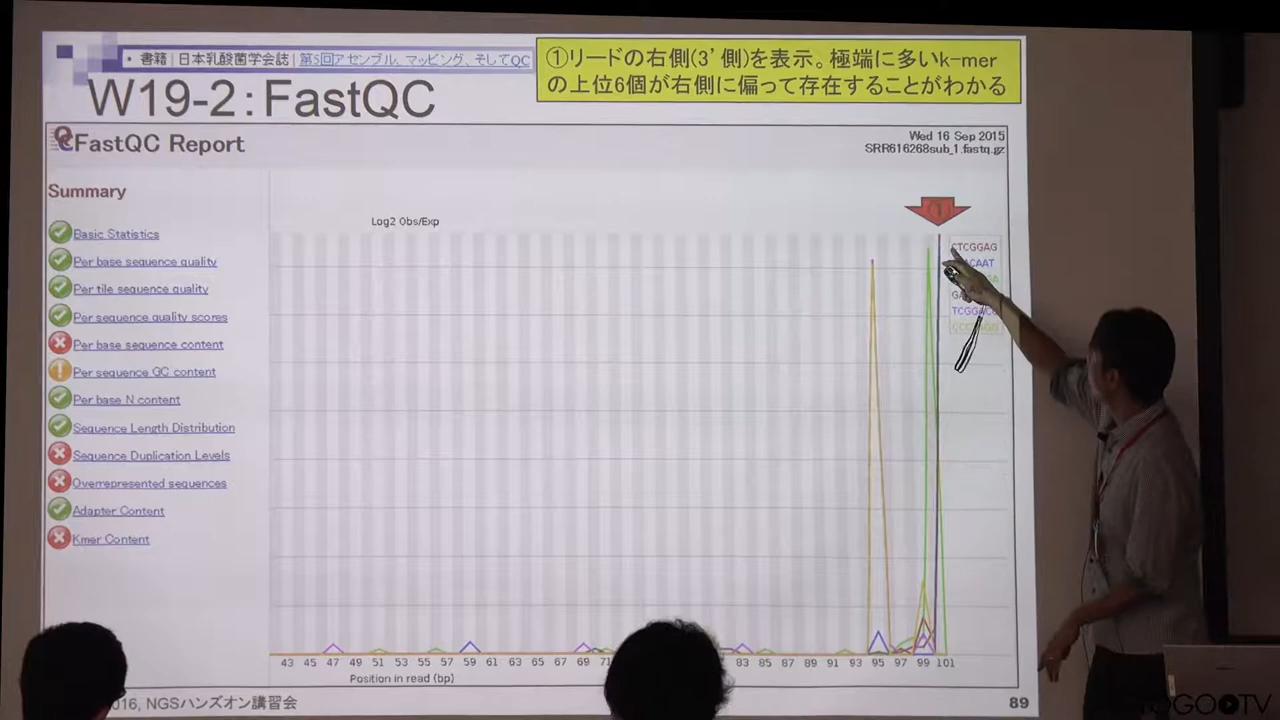 • 書籍 | 日本乳酸菌学会誌 | 第5回アセンブル、マッピング、そしてQC
W19-2：FastQC
①リードの右側(3’側)を表示。極端に多いk-mer
の上位6個が右側に偏って存在することがわかる
FastQC Report
Wed 16 Sep 2015
SRR616268sub_1.fastq.gz
Summary
Basic Statistics
Per base sequence quality
Per tile sequence quality
Per sequence quality scores
Per base sequence content
Per sequence GC content
Per base N content
Sequence Length Distribution
Sequence Duplication Levels
Overrepresented sequences
Adapter Content
Kmer Content
Log2 Obs/Exp
①
CTCGGAG
43 45 47 49 51 53 55 57 59 61 63 65 67 69 83 85 87 89 91 93 95 97 99 101
Position in read (bp)
016, NGSハンズオン講習会
89
TOGOTV